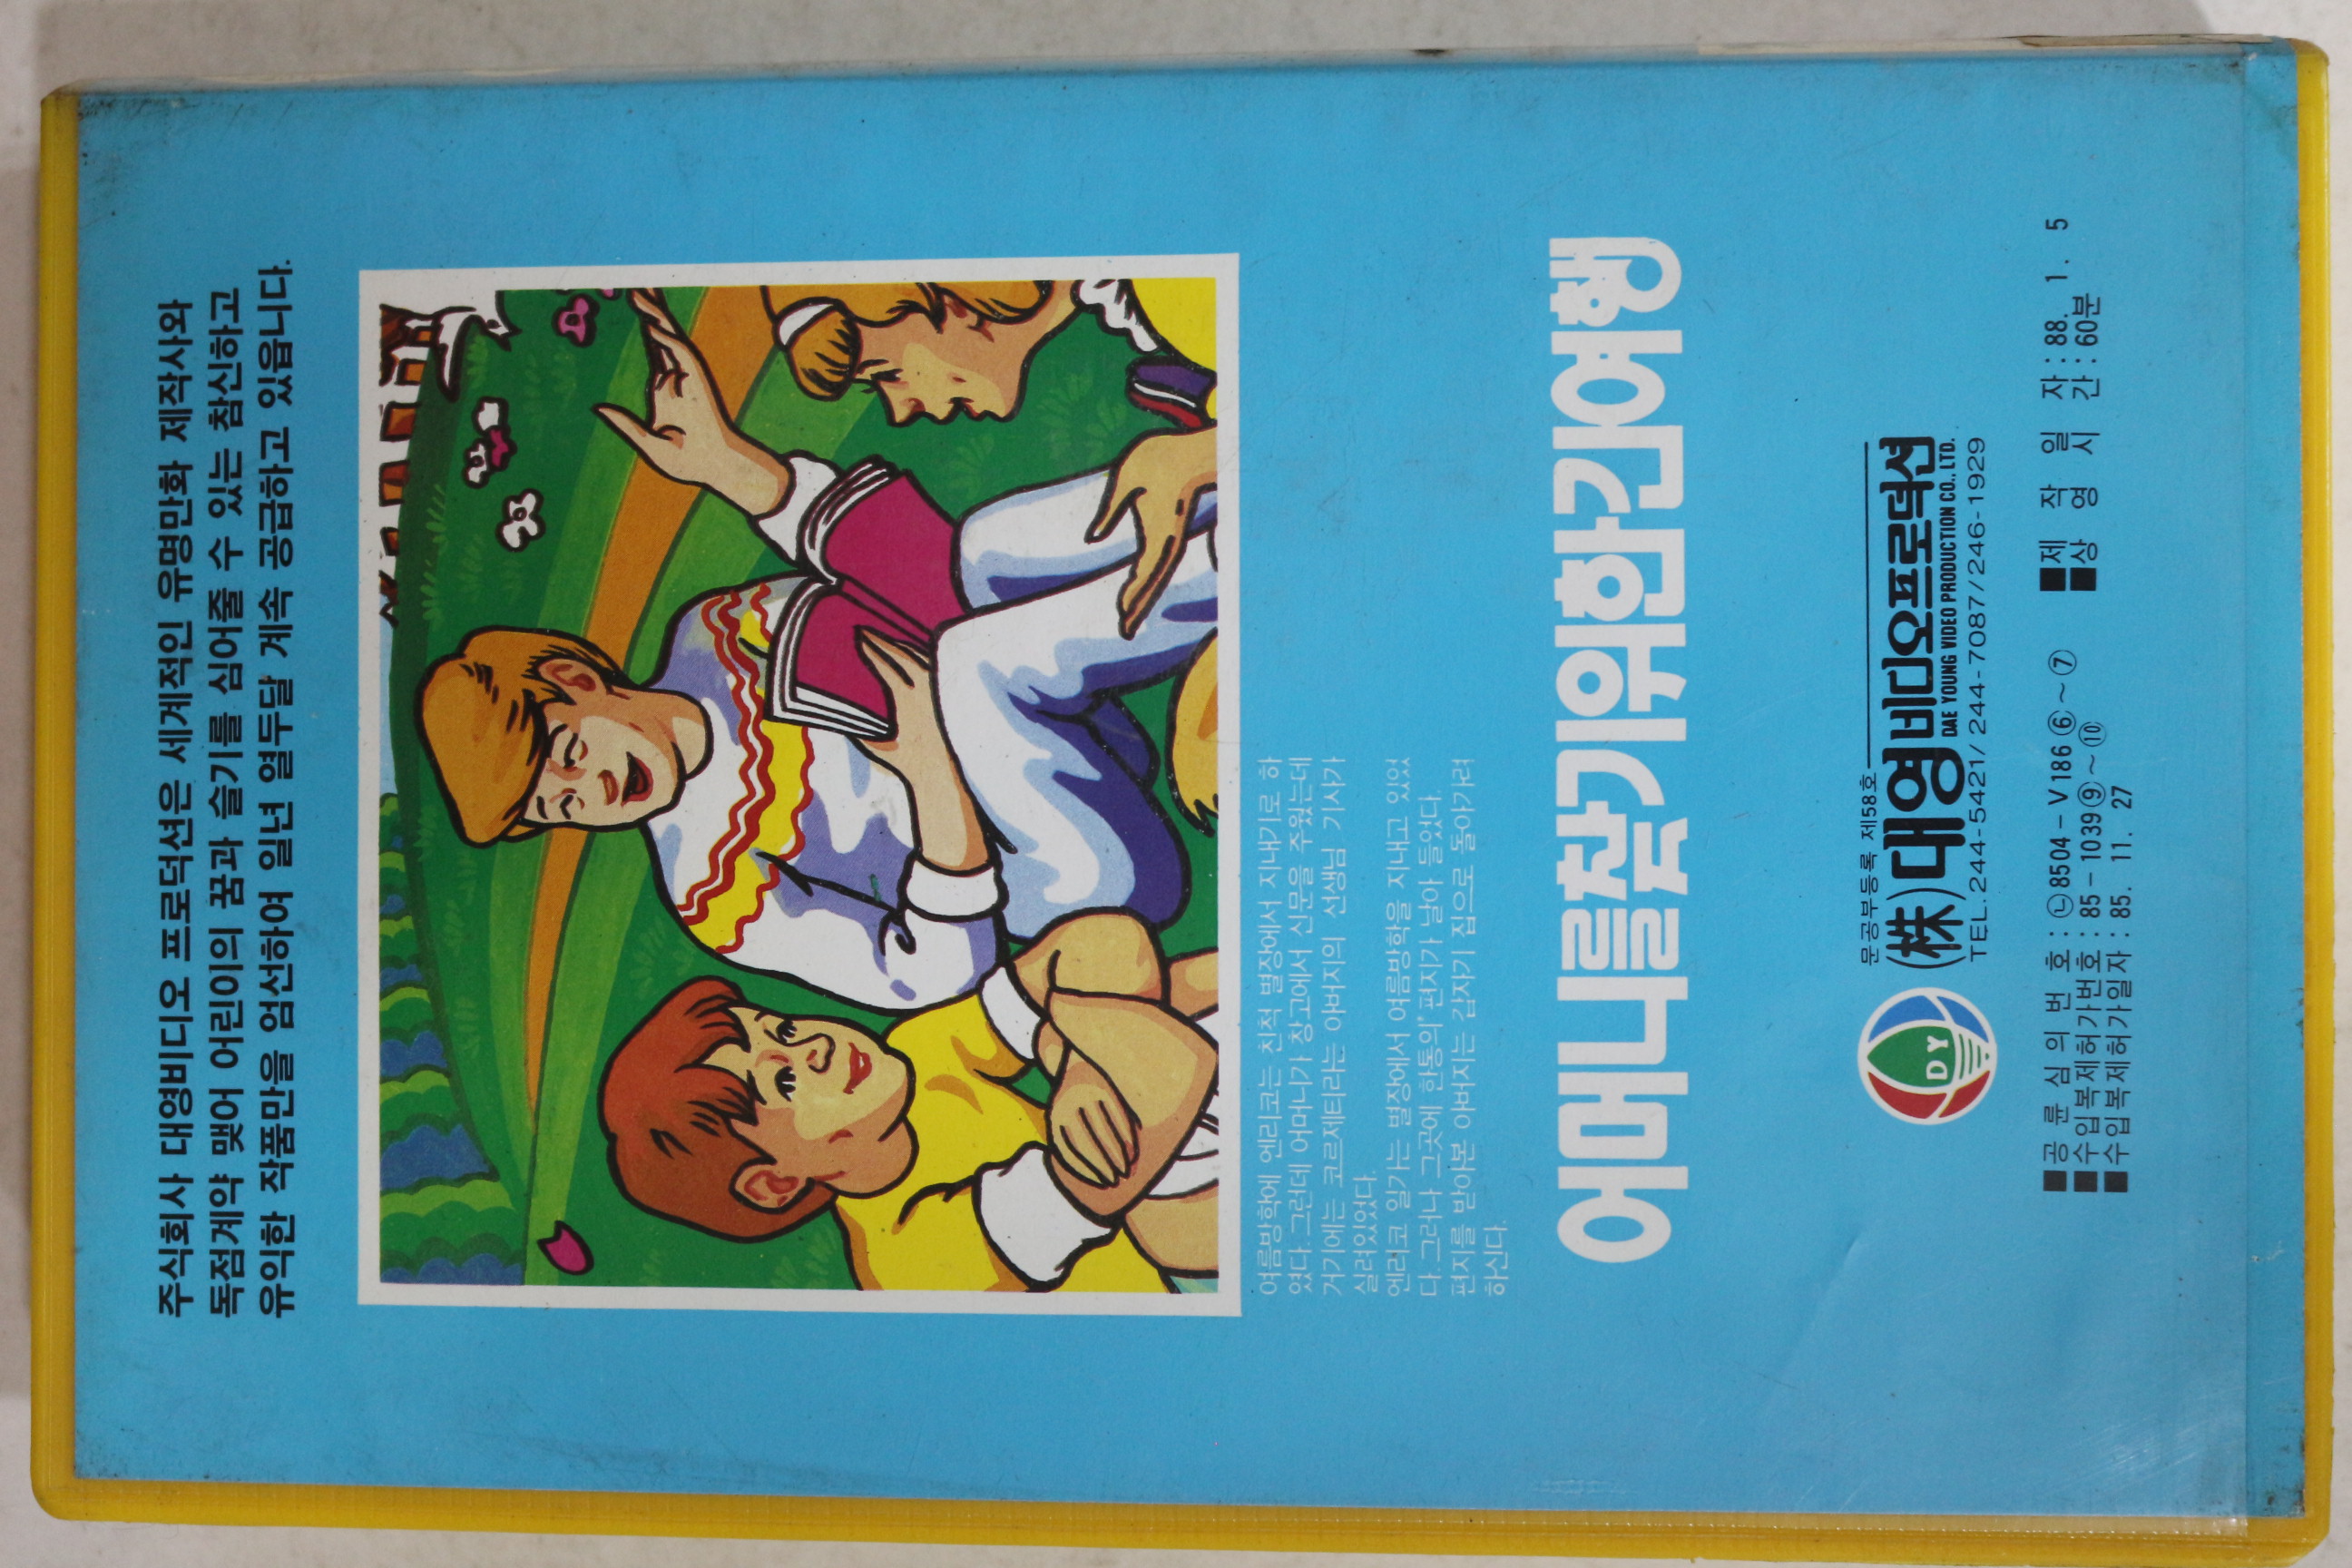 주식회사 대영비디오 프로덕션은 세계적인 유명만화 제작사와
독점계약 맺어 어린이의 꿈과 슬기를 심어줄 수 있는 참신하고
유익한 작품만을 엄선하여 일년 열두달 계속 공급하고 있읍니다.
여름방학에 엔리코는 친척 별장에서 지내기로 하
였다. 그런데 어머니가 창고에서 신문을 주웠는데
거기에는 코르제티라는 아버지의 선생님 기사가
실려있었다.
엔리코 일가는 별장에서 여름방학을 지내고 있었
다. 그러나 그곳에 한통의 편지가 날아 들었다.
편지를 받아본 아버지는 갑자기 집으로 돌아가려
하신다.
어머니를찾기위한긴여행
DY
문공부등록 제58호
(株)대영비디오프로덕션
DAE YOUNG VIDEO PRODUCTION CO., LTD.
TEL. 244-5421/244-7087/246-1929
■공륜심의번호 : ㉡8504-V186⑥~⑦
■수입복제허가번호 : 85-1039⑨~⑩
■수입복제허가일자 : 85. 11. 27
■제작일자 : 88. 1. 5
■상영시간 : 60분